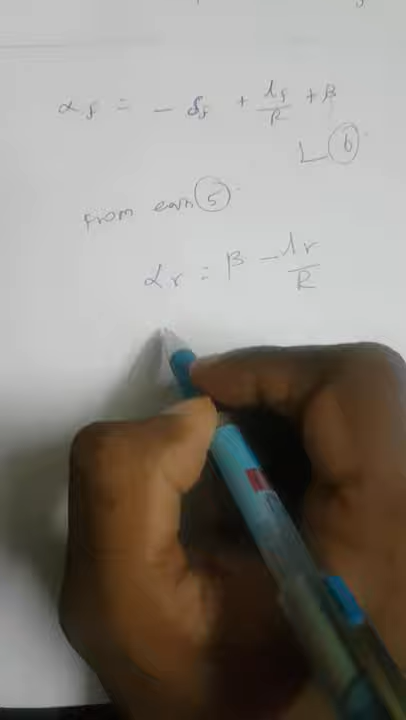 αf = - δf + lf/R + β
6
From eqn 5
αr = β - lr/R